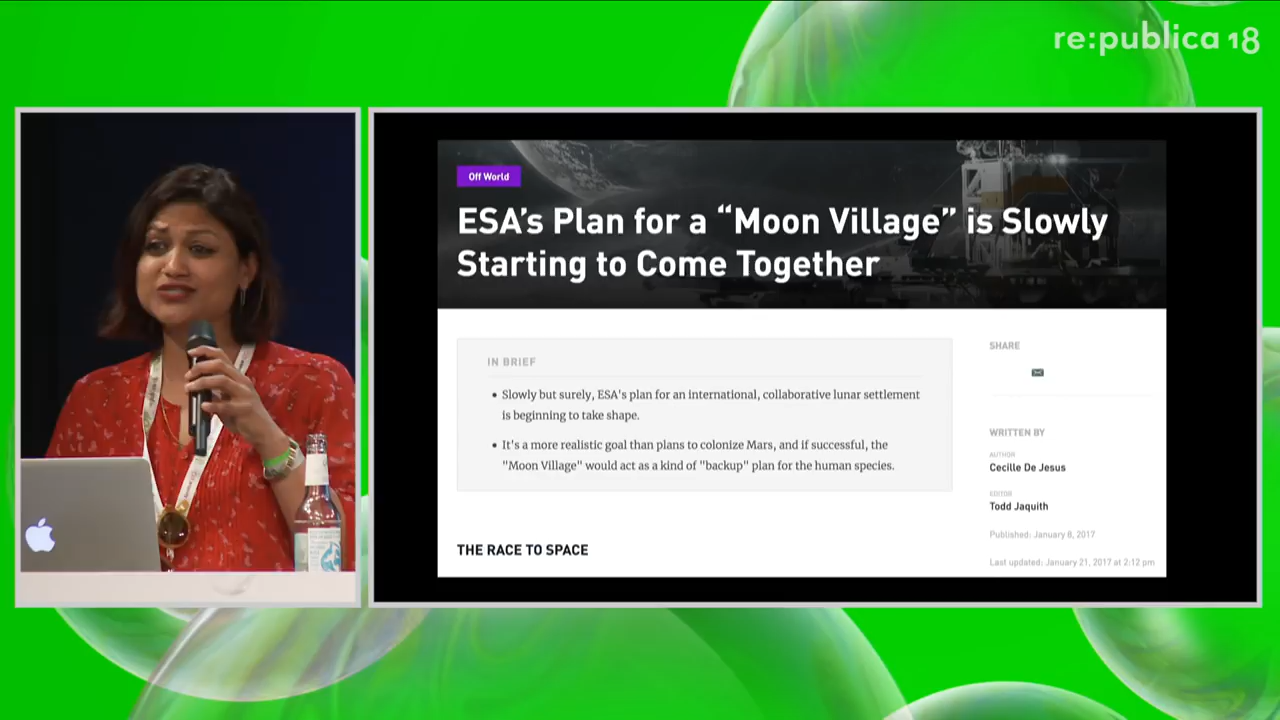 re:publica 18
Off World
ESA's Plan for a “Moon Village” is Slowly
Starting to Come Together
IN BRIEF
• Slowly but surely, ESA's plan for an international, collaborative lunar settlement
is beginning to take shape.
• It's a more realistic goal than plans to colonize Mars, and if successful, the
"Moon Village" would act as a kind of "backup" plan for the human species.
THE RACE TO SPACE
SHARE
WRITTEN BY
AUTHOR
Cecille De Jesus
EDITOR
Todd Jaquith
Published: January 8, 2017
Last updated: January 21, 2017 at 2:12 pm